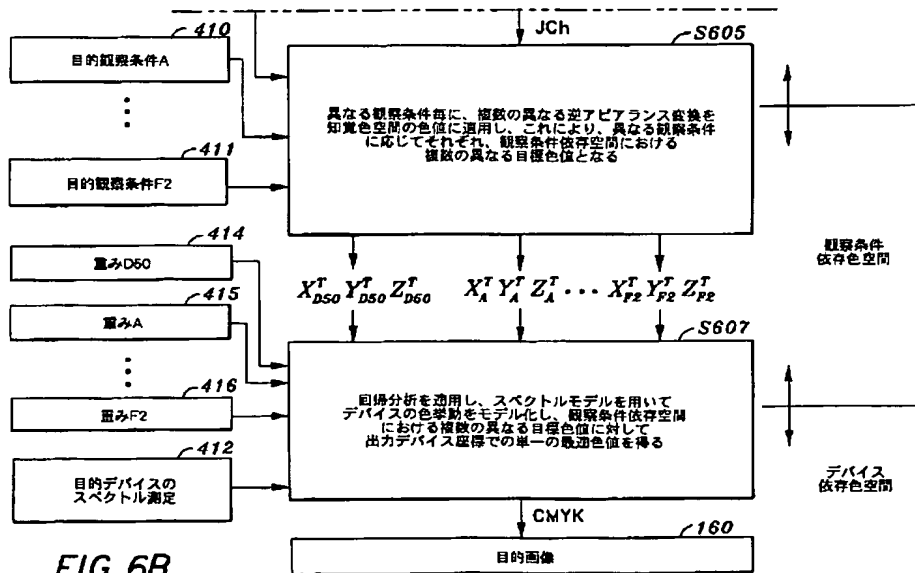 JCh
S605
410
目的観察条件A
411
目的観察条件F2
異なる観察条件毎に、複数の異なる逆アピアランス変換を
知覚色空間の色値に適用し、これにより、異なる観察条件
に応じてそれぞれ、観察条件依存空間における
複数の異なる目標色値となる
観察条件
依存色空間
414
重みD50
415
重みA
416
重みF2
412
目的デバイスの
スペクトル測定
X^T_D50 Y^T_D50 Z^T_D50 X^T_A Y^T_A Z^T_A ... X^T_F2 Y^T_F2 Z^T_F2
S607
回帰分析を適用し、スペクトルモデルを用いて
デバイスの色挙動をモデル化し、観察条件依存空間
における複数の異なる目標色値に対して
出力デバイス座標での単一の最適色値を得る
デバイス
依存色空間
CMYK
160
目的画像
FIG. 6B